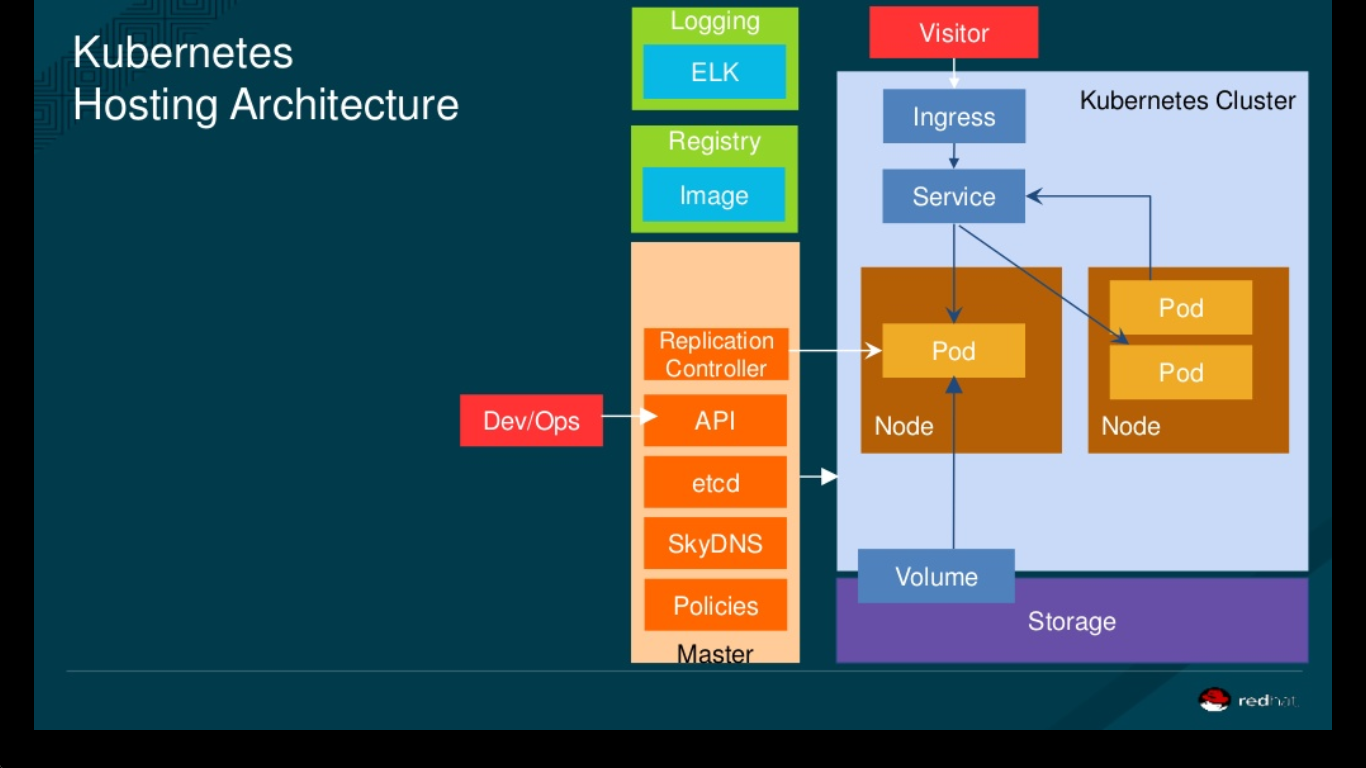 Kubernetes
Hosting Architecture
Logging
ELK
Registry
Image
Replication
Controller
API
etcd
SkyDNS
Policies
Master
Dev/Ops
Visitor
Kubernetes Cluster
Ingress
Service
Pod
Node
Pod
Pod
Node
Volume
Storage
redhat